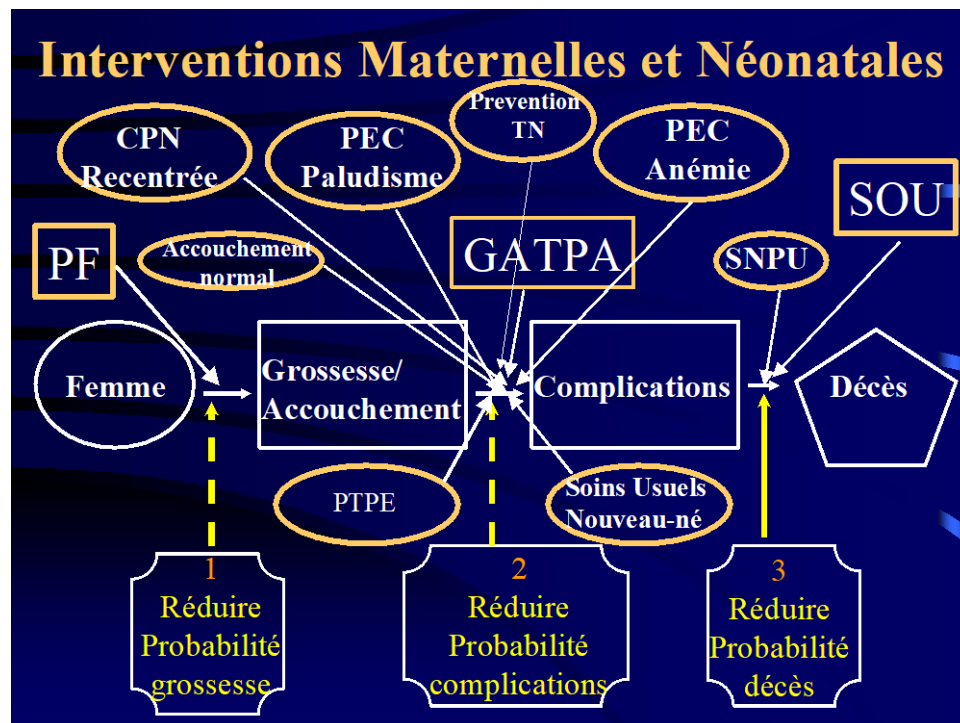 Interventions Maternelles et Néonatales
CPN
Recentrée
PEC
Paludisme
Prevention
TN
PEC
Anémie
SOU
PF
Accouchement
normal
GATPA
SNPU
Femme
Grossesse/
Accouchement
Complications
Décès
PTPE
Soins Usuels
Nouveau-né
1
Réduire
Probabilité
grossesse
2
Réduire
Probabilité
complications
3
Réduire
Probabilité
décès